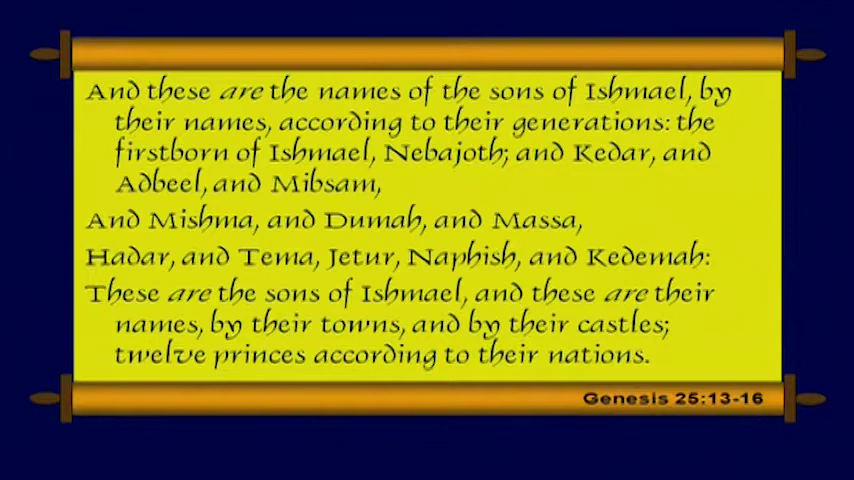 And these are the names of the sons of Ishmael, by
their names, according to their generations: the
firstborn of Ishmael, Nebajoth; and Kedar, and
Adbeel, and Mibsam,
And Mishma, and Dumah, and Massa,
Hadar, and Tema, Jetur, Naphish, and Kedemah:
These are the sons of Ishmael, and these are their
names, by their towns, and by their castles;
twelve princes according to their nations.
Genesis 25:13-16